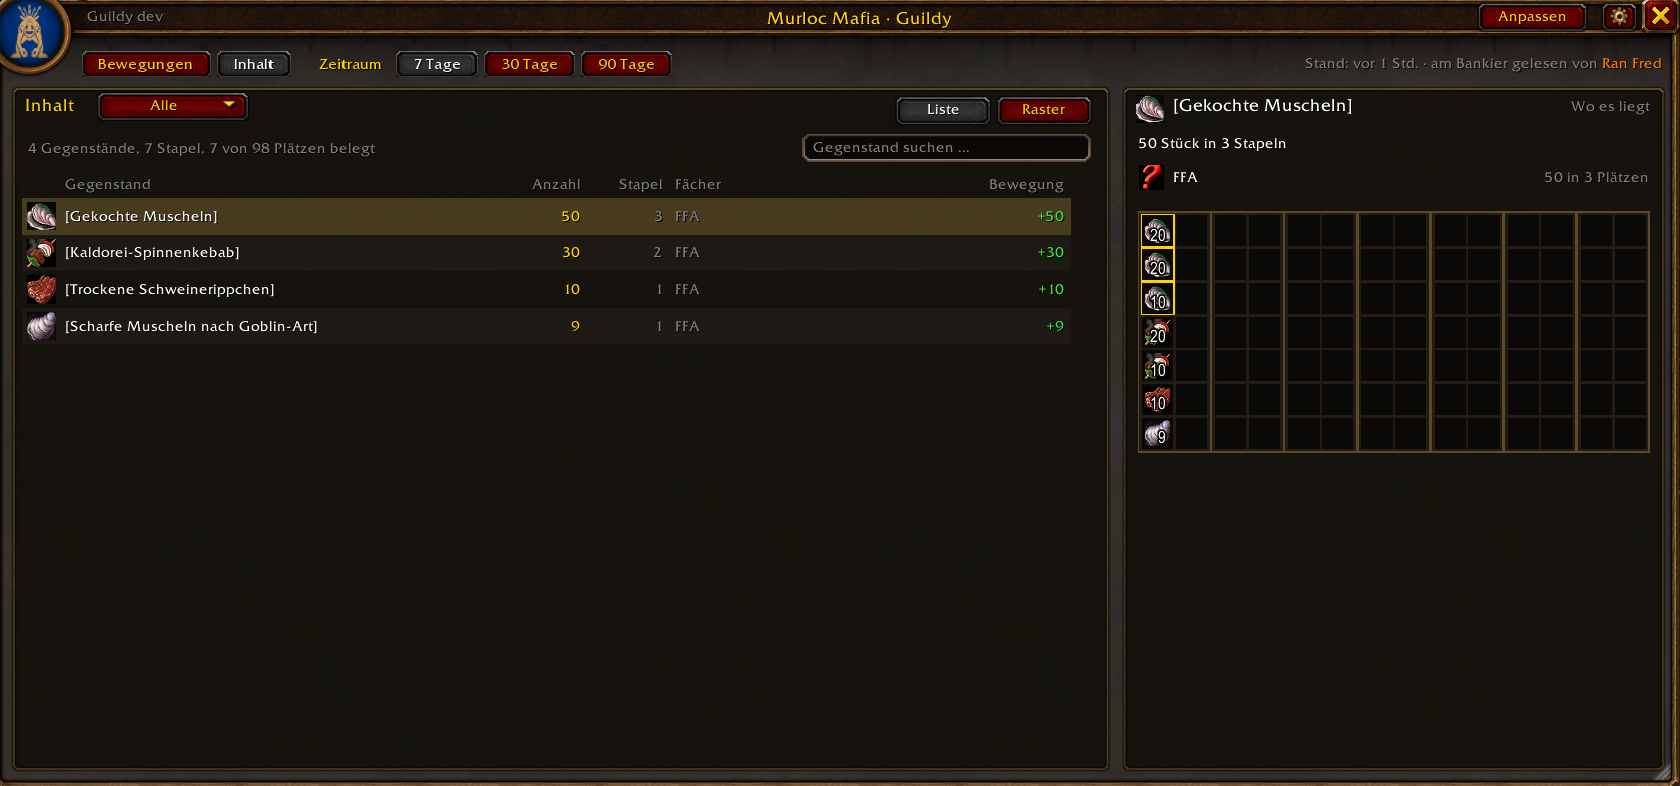 Guildy dev
Murloc Mafia · Guildy
Anpassen
Bewegungen
Inhalt
Zeitraum
7 Tage
30 Tage
90 Tage
Stand: vor 1 Std. · am Bankier gelesen von Ran Fred
Inhalt
Alle
Liste
Raster
4 Gegenstände, 7 Stapel, 7 von 98 Plätzen belegt
Gegenstand suchen ...
Gegenstand Anzahl Stapel Fächer Bewegung
[Gekochte Muscheln] 50 3 FFA +50
[Kaldorei-Spinnenkebab] 30 2 FFA +30
[Trockene Schweinerippchen] 10 1 FFA +10
[Scharfe Muscheln nach Goblin-Art] 9 1 FFA +9
[Gekochte Muscheln] Wo es liegt
50 Stück in 3 Stapeln
FFA 50 in 3 Plätzen
20
20
10
20
10
10
9